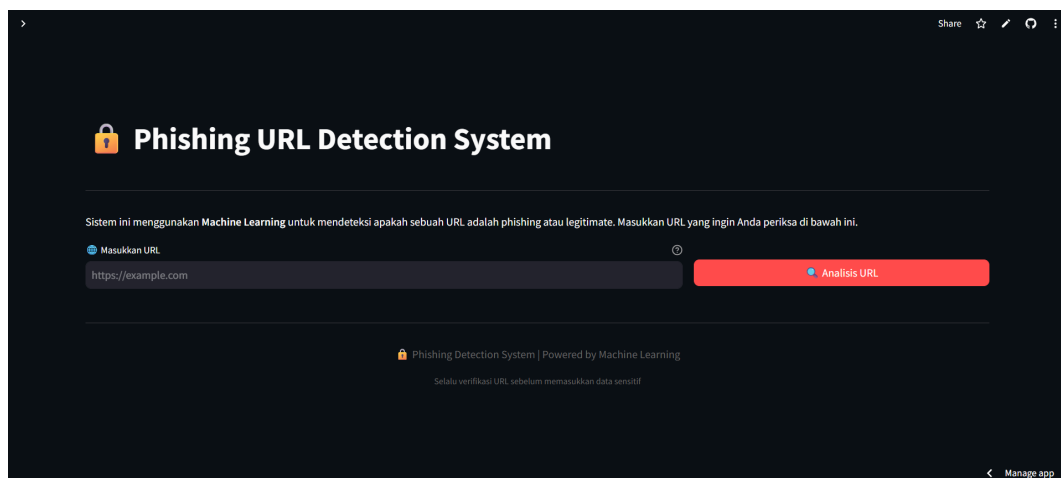 Share
Phishing URL Detection System
Sistem ini menggunakan Machine Learning untuk mendeteksi apakah sebuah URL adalah phishing atau legitimate. Masukkan URL yang ingin Anda periksa di bawah ini.
Masukkan URL
https://example.com
Analisis URL
Phishing Detection System | Powered by Machine Learning
Selalu verifikasi URL sebelum memasukkan data sensitif
Manage app